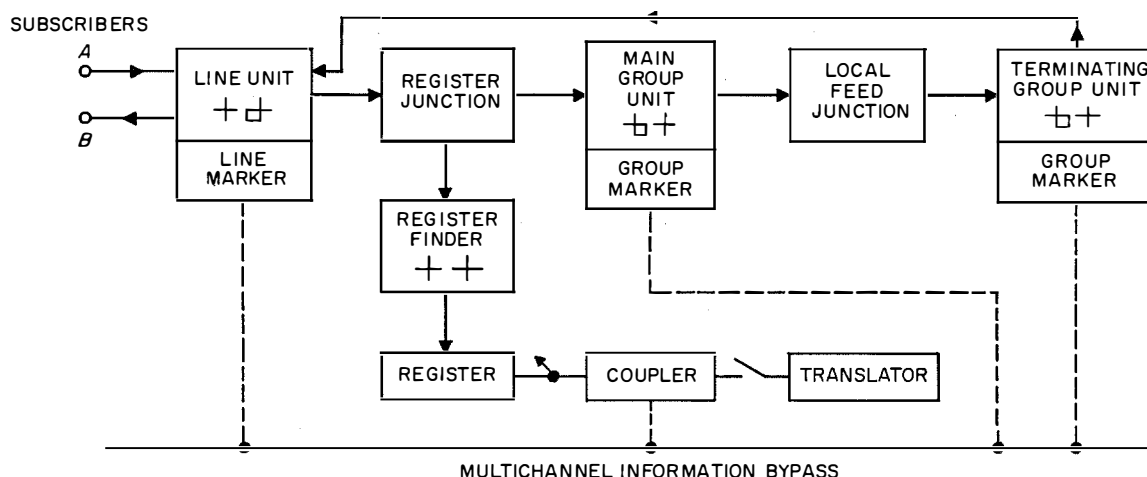 SUBSCRIBERS
A
B
LINE UNIT
LINE
MARKER
REGISTER
JUNCTION
MAIN
GROUP
UNIT
GROUP
MARKER
LOCAL
FEED
JUNCTION
TERMINATING
GROUP UNIT
GROUP
MARKER
REGISTER
FINDER
REGISTER
COUPLER
TRANSLATOR
MULTICHANNEL INFORMATION BYPASS